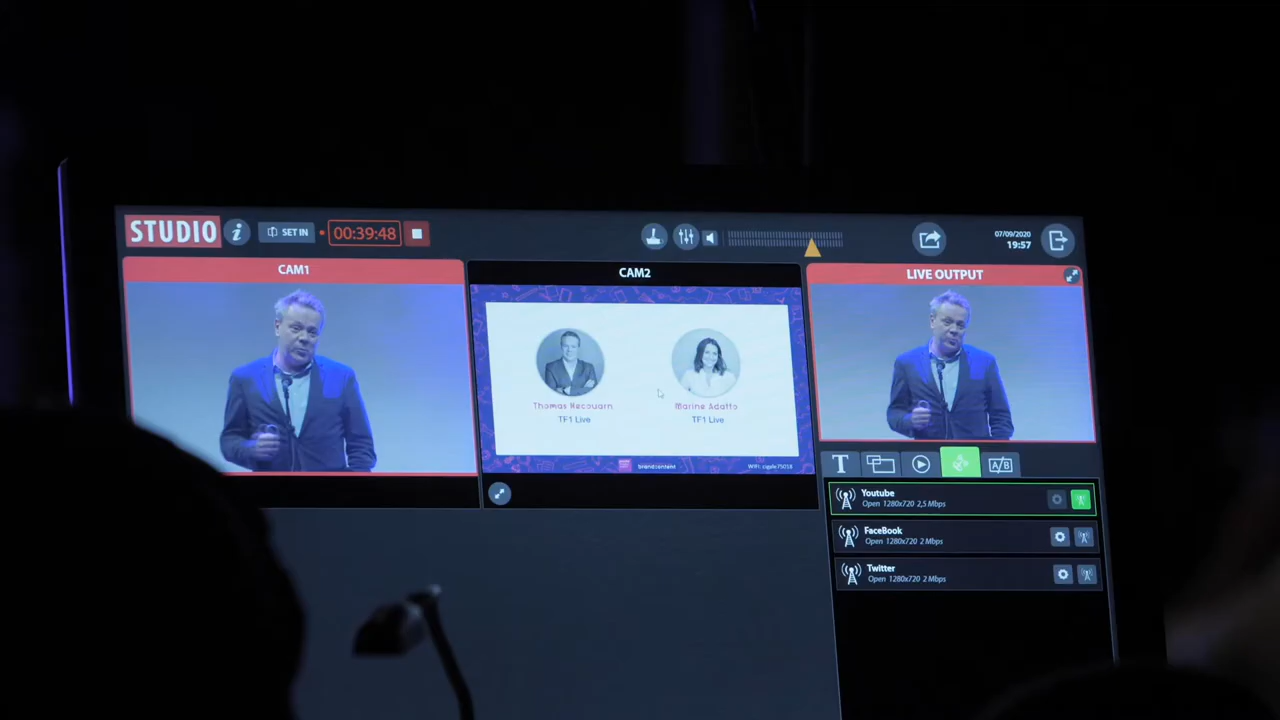 STUDIO
i
SET IN
00:39:48
07/09/2020
19:57
CAM1
CAM2
LIVE OUTPUT
Thomas Hecquarn
TF1 Live
Marine Adatto
TF1 Live
brandcontent
T
A/B
Youtube
Open 1280x720 2,5 Mbps
FaceBook
Open 1280x720 2 Mbps
Twitter
Open 1280x720 2 Mbps